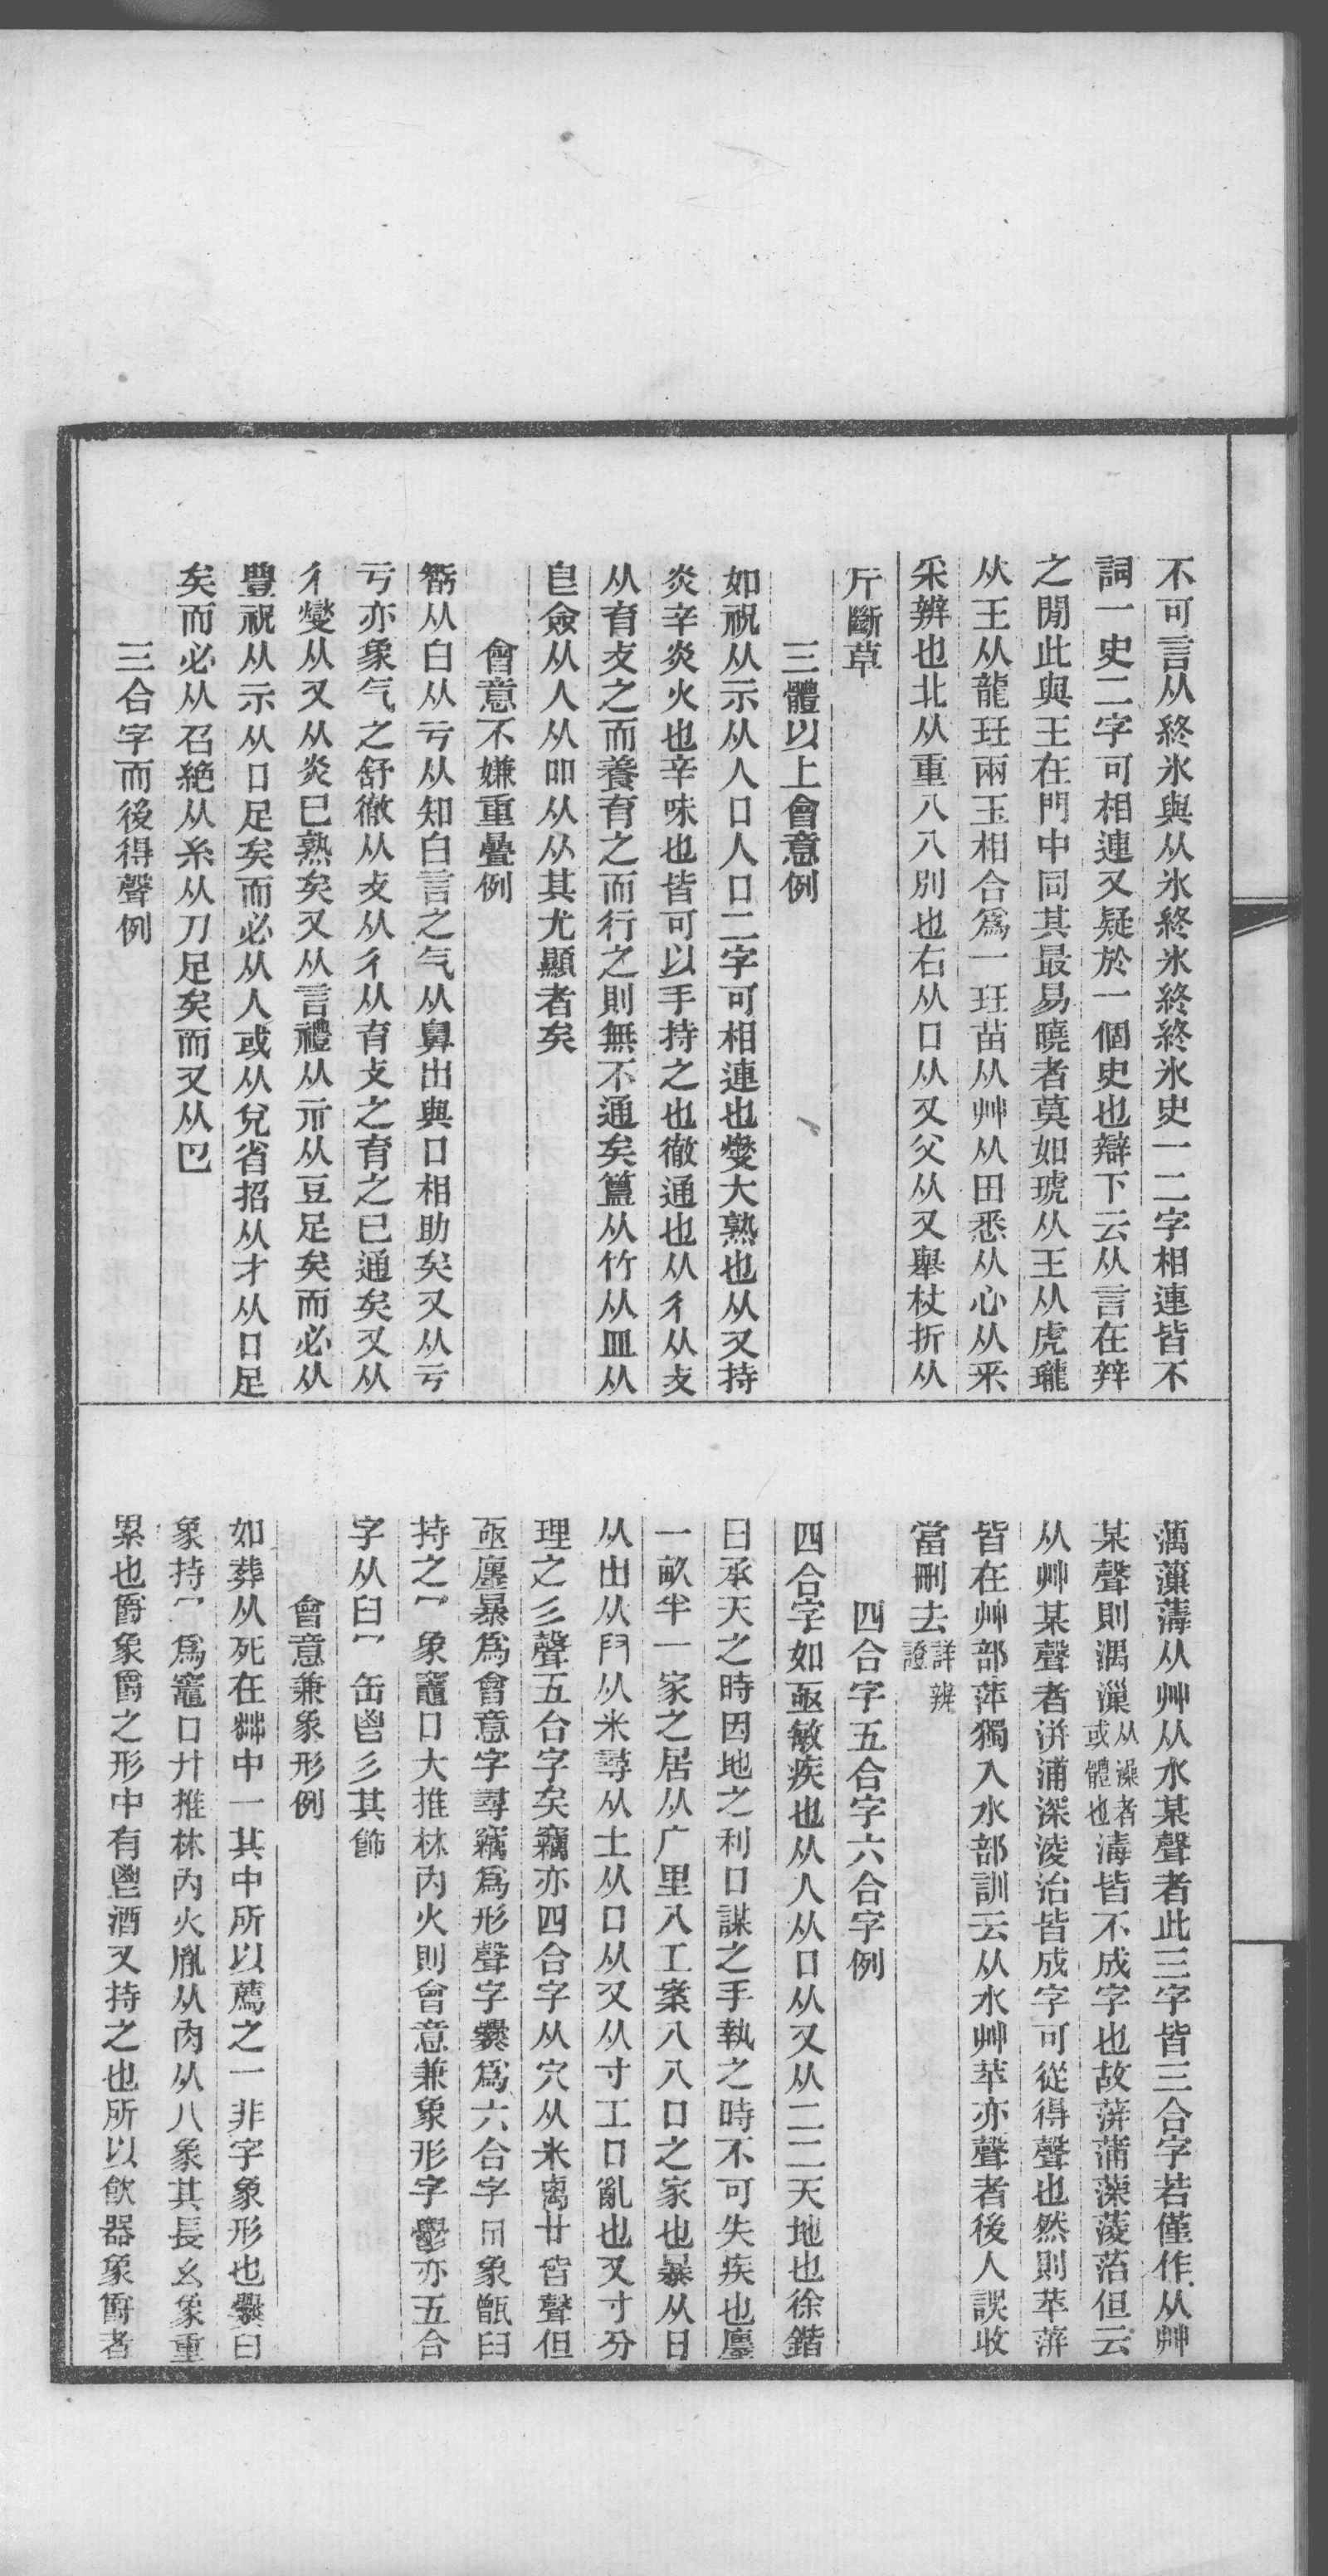 不可言从終氷與从氷終氷終終氷史一二字相連皆不
詞一史二字可相連又疑於一個史也辯下云从言在辡
之閒此與王在門中同其最易曉者莫如琥从王从虎瓏
从王从龍玨兩玉相合爲一玨苗从艸从田悉从心从釆
釆辨也北从重八八別也右从口从又父从又舉杖折从
斤斷草
三體以上會意例
如祝从示从人口人口二字可相連也燮大熟也从又持
炎辛炎火也辛味也皆可以手持之也徹通也从彳从攴
从育攴之而養育之而行之則無不通矣簋从竹从皿从
皀僉从人从吅从从其尤顯者矣
會意不嫌重疊例
𥏼从白从亏从知白言之气从鼻出與口相助矣又从亏
亏亦象气之舒徹从攴从彳从育攴之育之已通矣又从
彳燮从又从炎已熟矣又从言禮从示从豆足矣而必从
豐祝从示从口足矣而必从人或从兌省招从才从口足
矣而必从召絶从糸从刀足矣而又从㔾
三合字而後得聲例
蕅薻薄从艸从水某聲者此三字皆三合字若僅作从艸
某聲則湡漅从澡者或體也溥皆不成字也故蓱蒲藻蔆菭但云
从艸某聲者洴浦深淩治皆成字可從得聲也然則苹蓱
皆在艸部萍獨入水部訓云从水艸苹亦聲者後人誤收
當刪去詳辨證
四合字五合字六合字例
四合字如亟敏疾也从人从口从又从二二天地也徐鍇
曰承天之時因地之利口謀之手執之時不可失疾也廛
一畝半一家之居从广里八工案八八口之家也暴从日
从出从𠬞从米㝷从工从口从又从寸工口亂也又寸分
理之彡聲五合字矣竊亦四合字从穴从米离廿皆聲但
亟廛暴爲會意字㝷竊爲形聲字爨爲六合字𦥑象甑臼
持之冖象竈口大推林內火則會意兼象形字鬱亦五合
字从臼冖缶鬯彡其飾
會意兼象形例
如葬从死在茻中一其中所以薦之一非字象形也爨臼
象持冖爲竈口廾推林內火胤从肉从八象其長幺象重
累也爵象爵之形中有鬯酒又持之也所以飮器象爵者